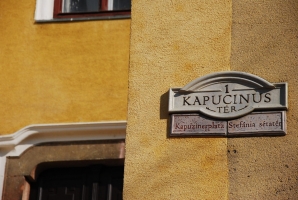 1
KAPUCINUS
TÉR
Kapuzinerplatz Stefánia sétatér